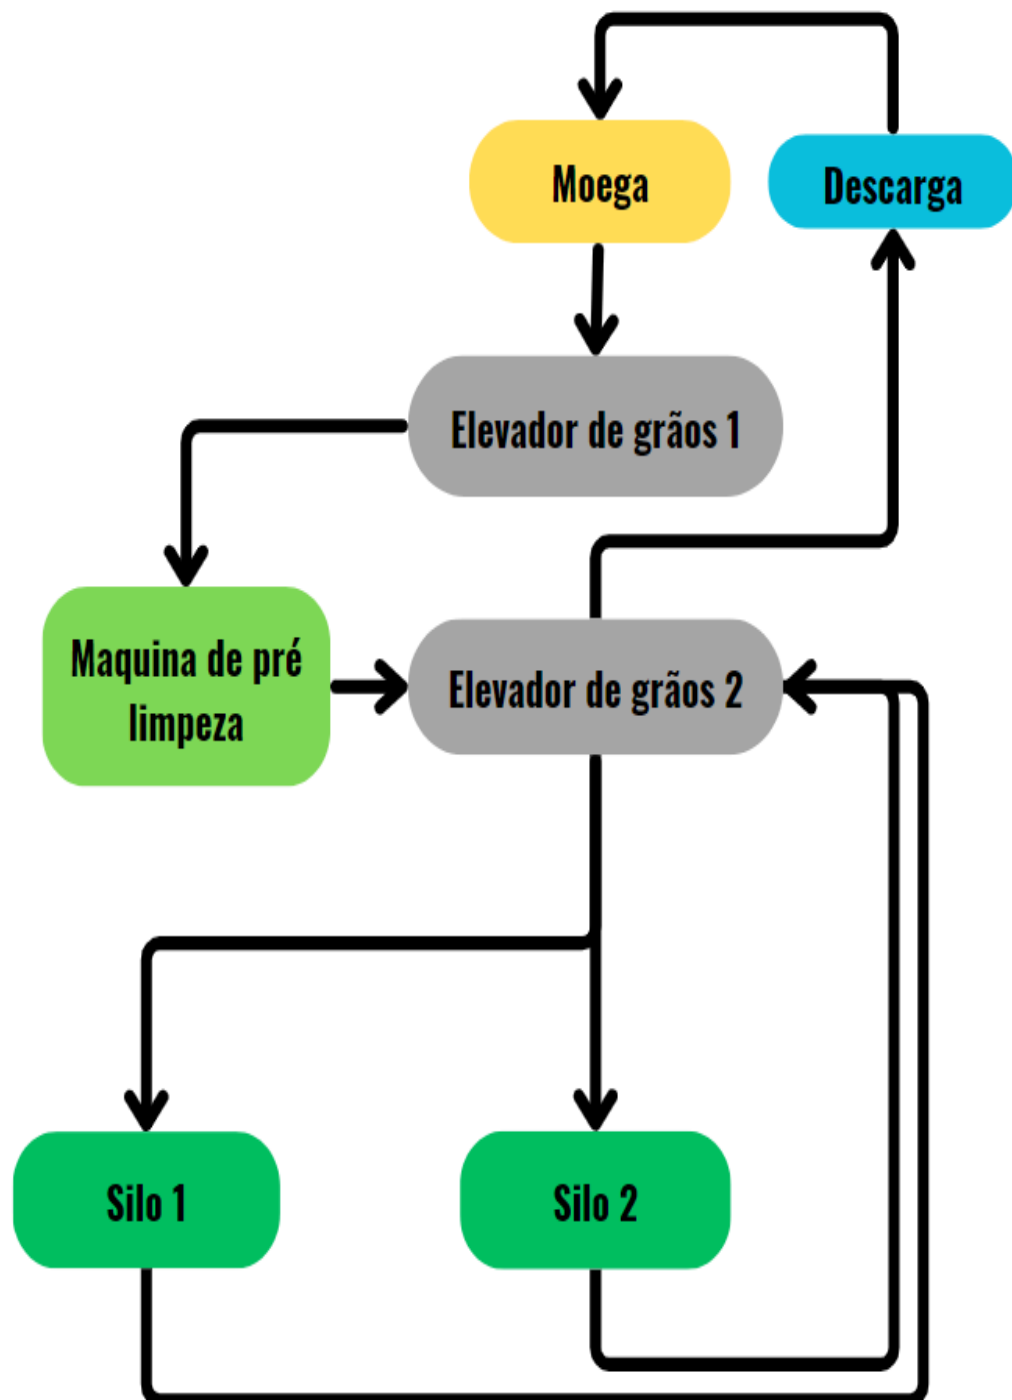 Moega
Descarga
Elevador de grãos 1
Maquina de pré
limpeza
Elevador de grãos 2
Silo 1
Silo 2